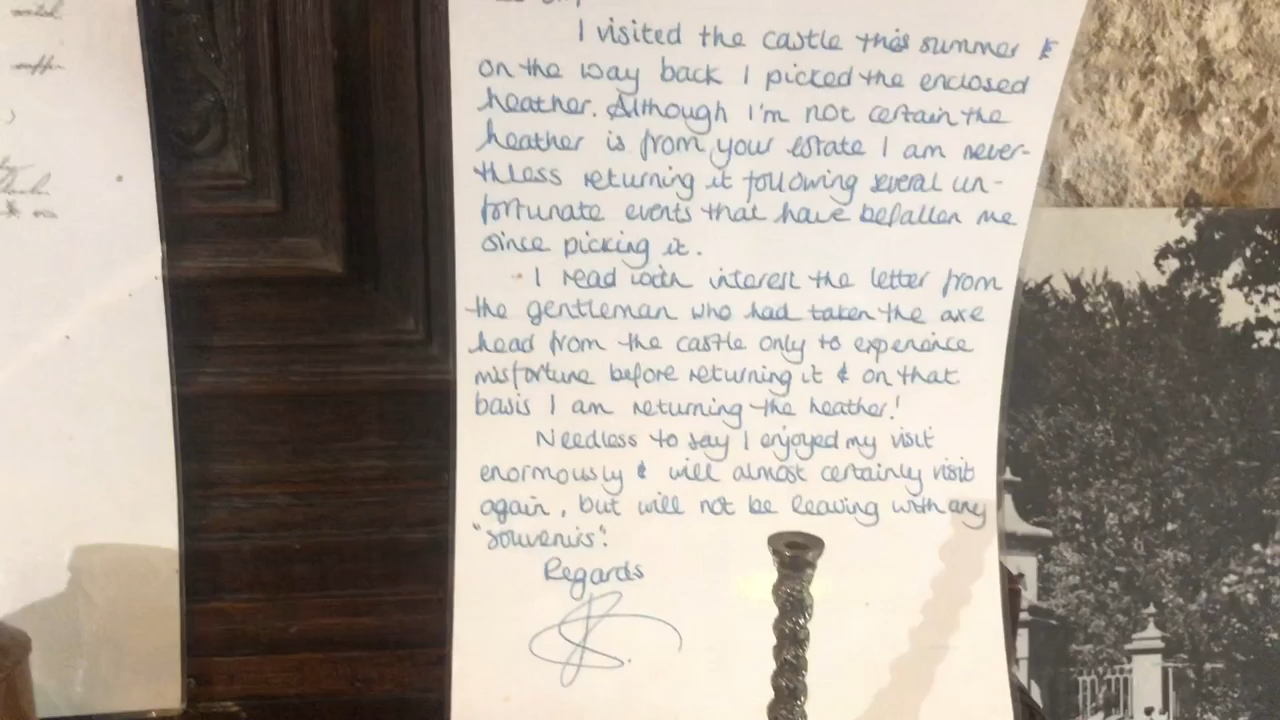 I visited the castle this summer &
on the way back I picked the enclosed
heather. Although I'm not certain the
heather is from your estate I am never-
thless returning it following several un-
fortunate events that have befallen me
since picking it.
I read with interest the letter from
the gentleman who had taken the axe
head from the castle only to experience
misfortune before returning it & on that
basis I am returning the heather!
Needless to say I enjoyed my visit
enormously & will almost certainly visit
again, but will not be leaving with any
"souvenirs".
Regards